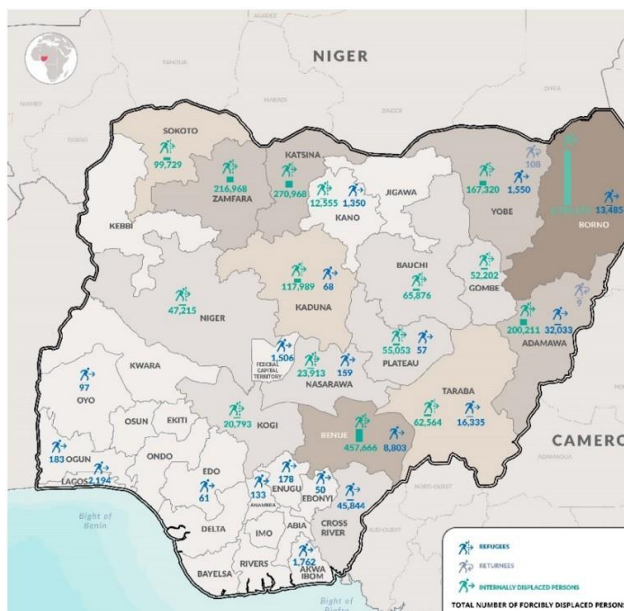 NIGER
SOKOTO
99,729
KATSINA
270,968
216,968
ZAMFARA
12,555
1,350
KANO
JIGAWA
108
167,320
1,550
YOBE
13,485
BORNO
KEBBI
117,989
68
KADUNA
BAUCHI
65,876
52,202
GOMBE
47,215
NIGER
9
200,211
32,033
ADAMAWA
1,506
FEDERAL
CAPITAL
TERRITORY
55,053
57
PLATEAU
23,913
159
NASARAWA
KWARA
97
OYO
TARABA
62,564
16,335
20,793
KOGI
BENUE
457,666
8,803
OSUN
EKITI
CAMERO
183
OGUN
LAGOS
2,194
ONDO
EDO
61
133
ANAMBRA
178
ENUGU
50
EBONYI
45,844
CROSS
RIVER
DELTA
IMO
ABIA
1,762
AKWA
IBOM
BAYELSA
RIVERS
Bight of
Benin
REFUGEES
RETURNEES
INTERNALLY DISPLACED PERSONS
TOTAL NUMBER OF FORCIBLY DISPLACED PERSONS